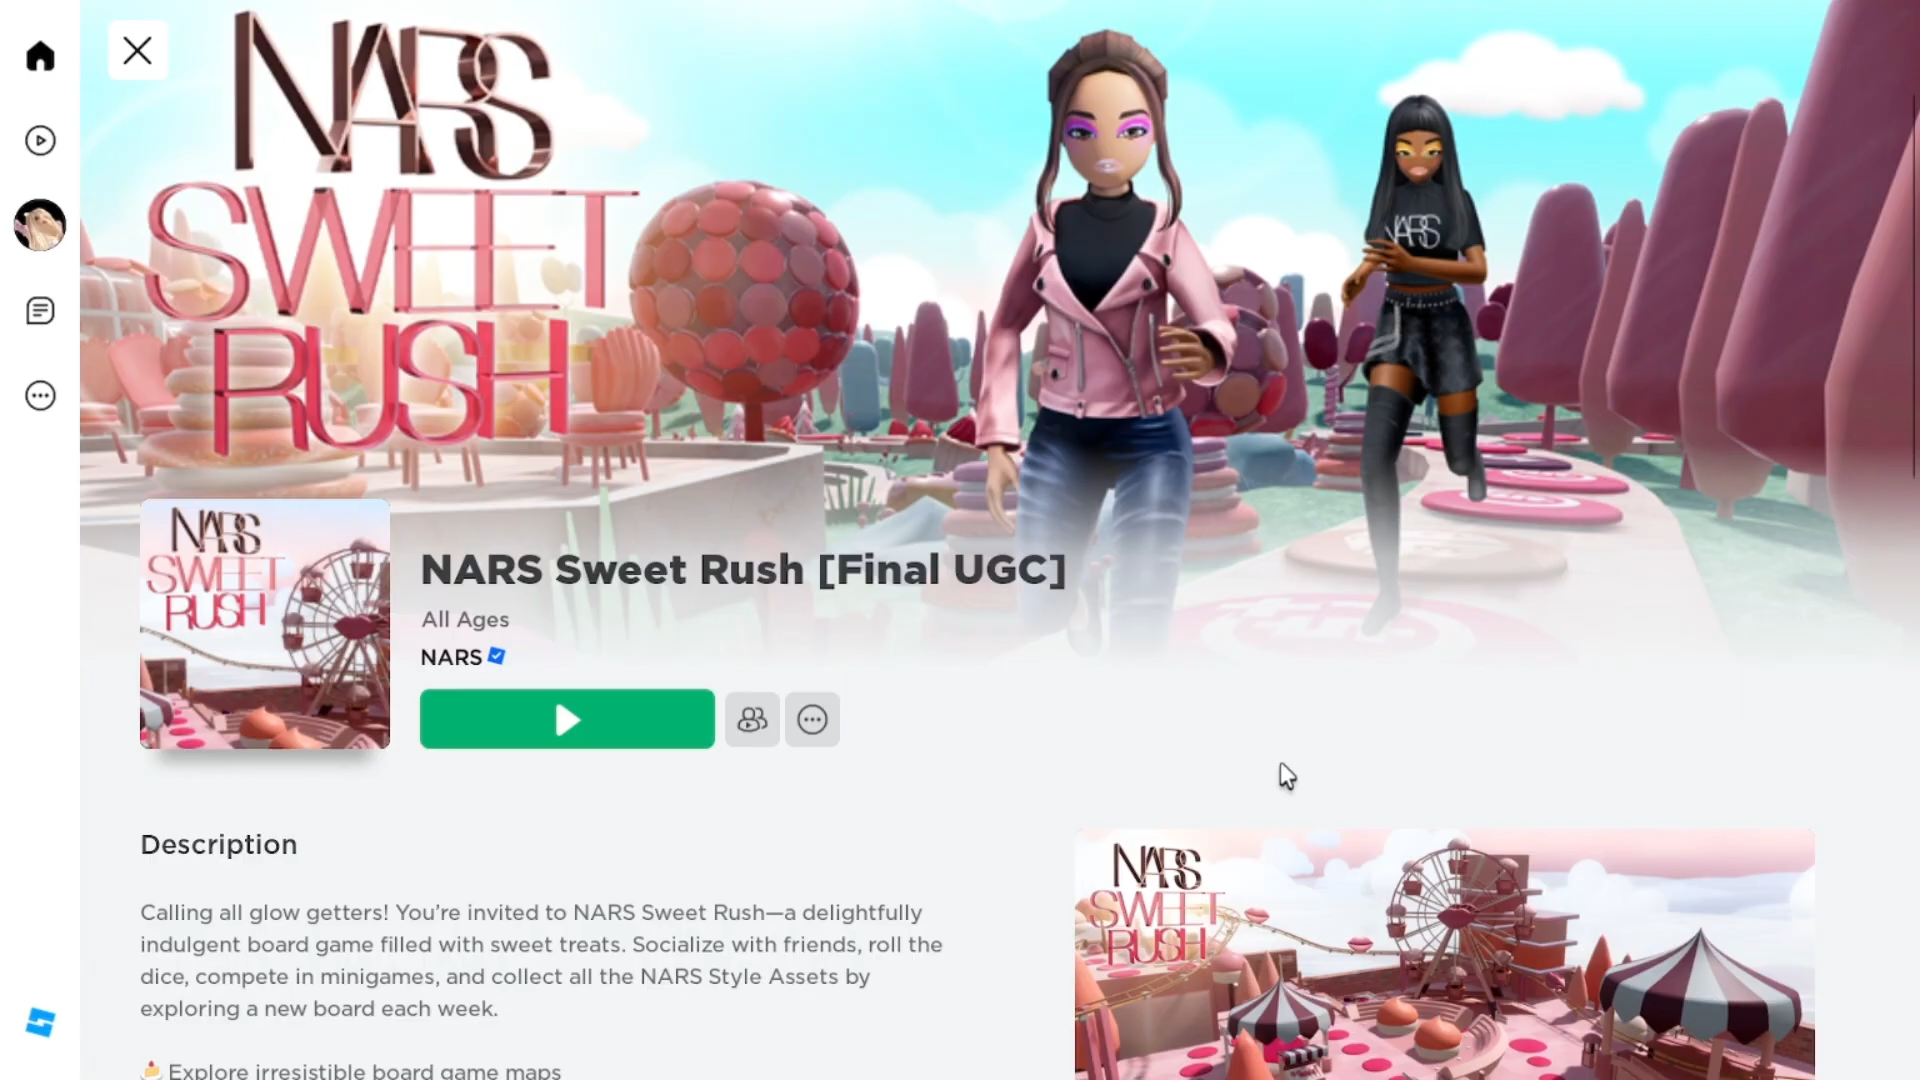 NARS
SWEET
RUSH
NARS
NARS
SWEET
RUSH
NARS Sweet Rush [Final UGC]
All Ages
NARS
Description
Calling all glow getters! You’re invited to NARS Sweet Rush—a delightfully
indulgent board game filled with sweet treats. Socialize with friends, roll the
dice, compete in minigames, and collect all the NARS Style Assets by
exploring a new board each week.
🍰 Explore irresistible board game maps
NARS
SWEET
RUSH